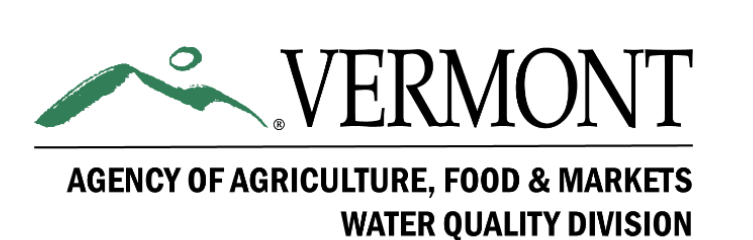 ® VERMONT
AGENCY OF AGRICULTURE, FOOD & MARKETS
WATER QUALITY DIVISION